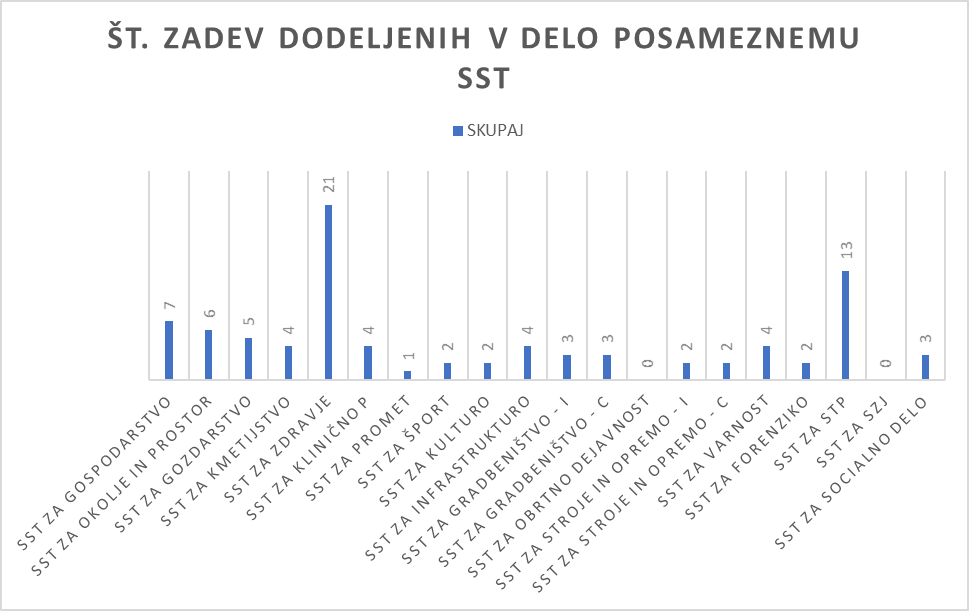 ŠT. ZADEV DODELJENIH V DELO POSAMEZNEMU
SST
SKUPAJ
7
6
5
4
21
4
1
2
2
4
3
3
0
2
2
4
2
13
0
3
SST ZA GOSPODARSTVO
SST ZA OKOLJE IN PROSTOR
SST ZA GOZDARSTVO
SST ZA KMETIJSTVO
SST ZA ZDRAVJE
SST ZA KLINIČNO P
SST ZA PROMET
SST ZA ŠPORT
SST ZA KULTURO
SST ZA INFRASTRUKTURO
SST ZA GRADBENIŠTVO - I
SST ZA GRADBENIŠTVO - C
SST ZA OBRTNO DEJAVNOST
SST ZA STROJE IN OPREMO - I
SST ZA STROJE IN OPREMO - C
SST ZA VARNOST
SST ZA FORENZIKO
SST ZA STP
SST ZA SZJ
SST ZA SOCIALNO DELO